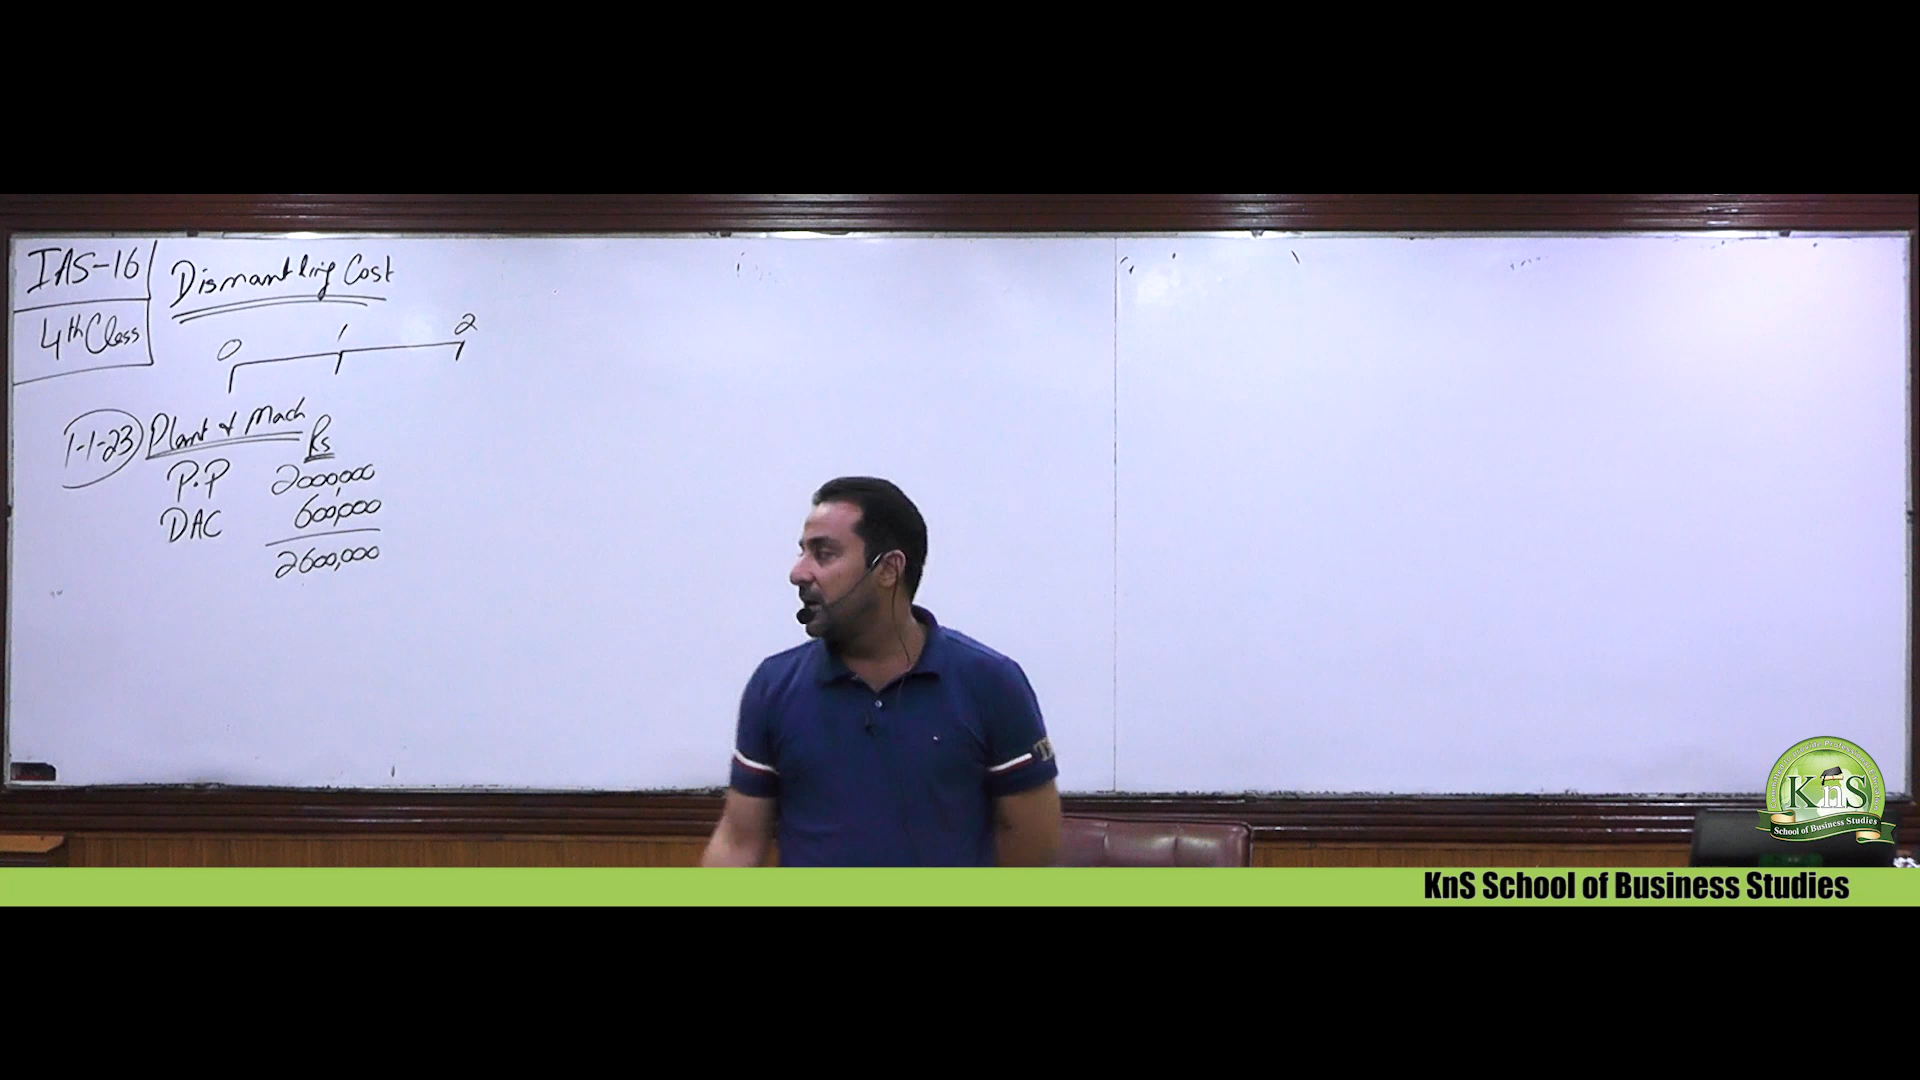 IAS-16
4th Class
Dismantling Cost
0 1 2
1-1-23 Plant & Mach
Rs
P.P 2000,000
DAC 600,000
2600,000
KnS
School of Business Studies
KnS School of Business Studies